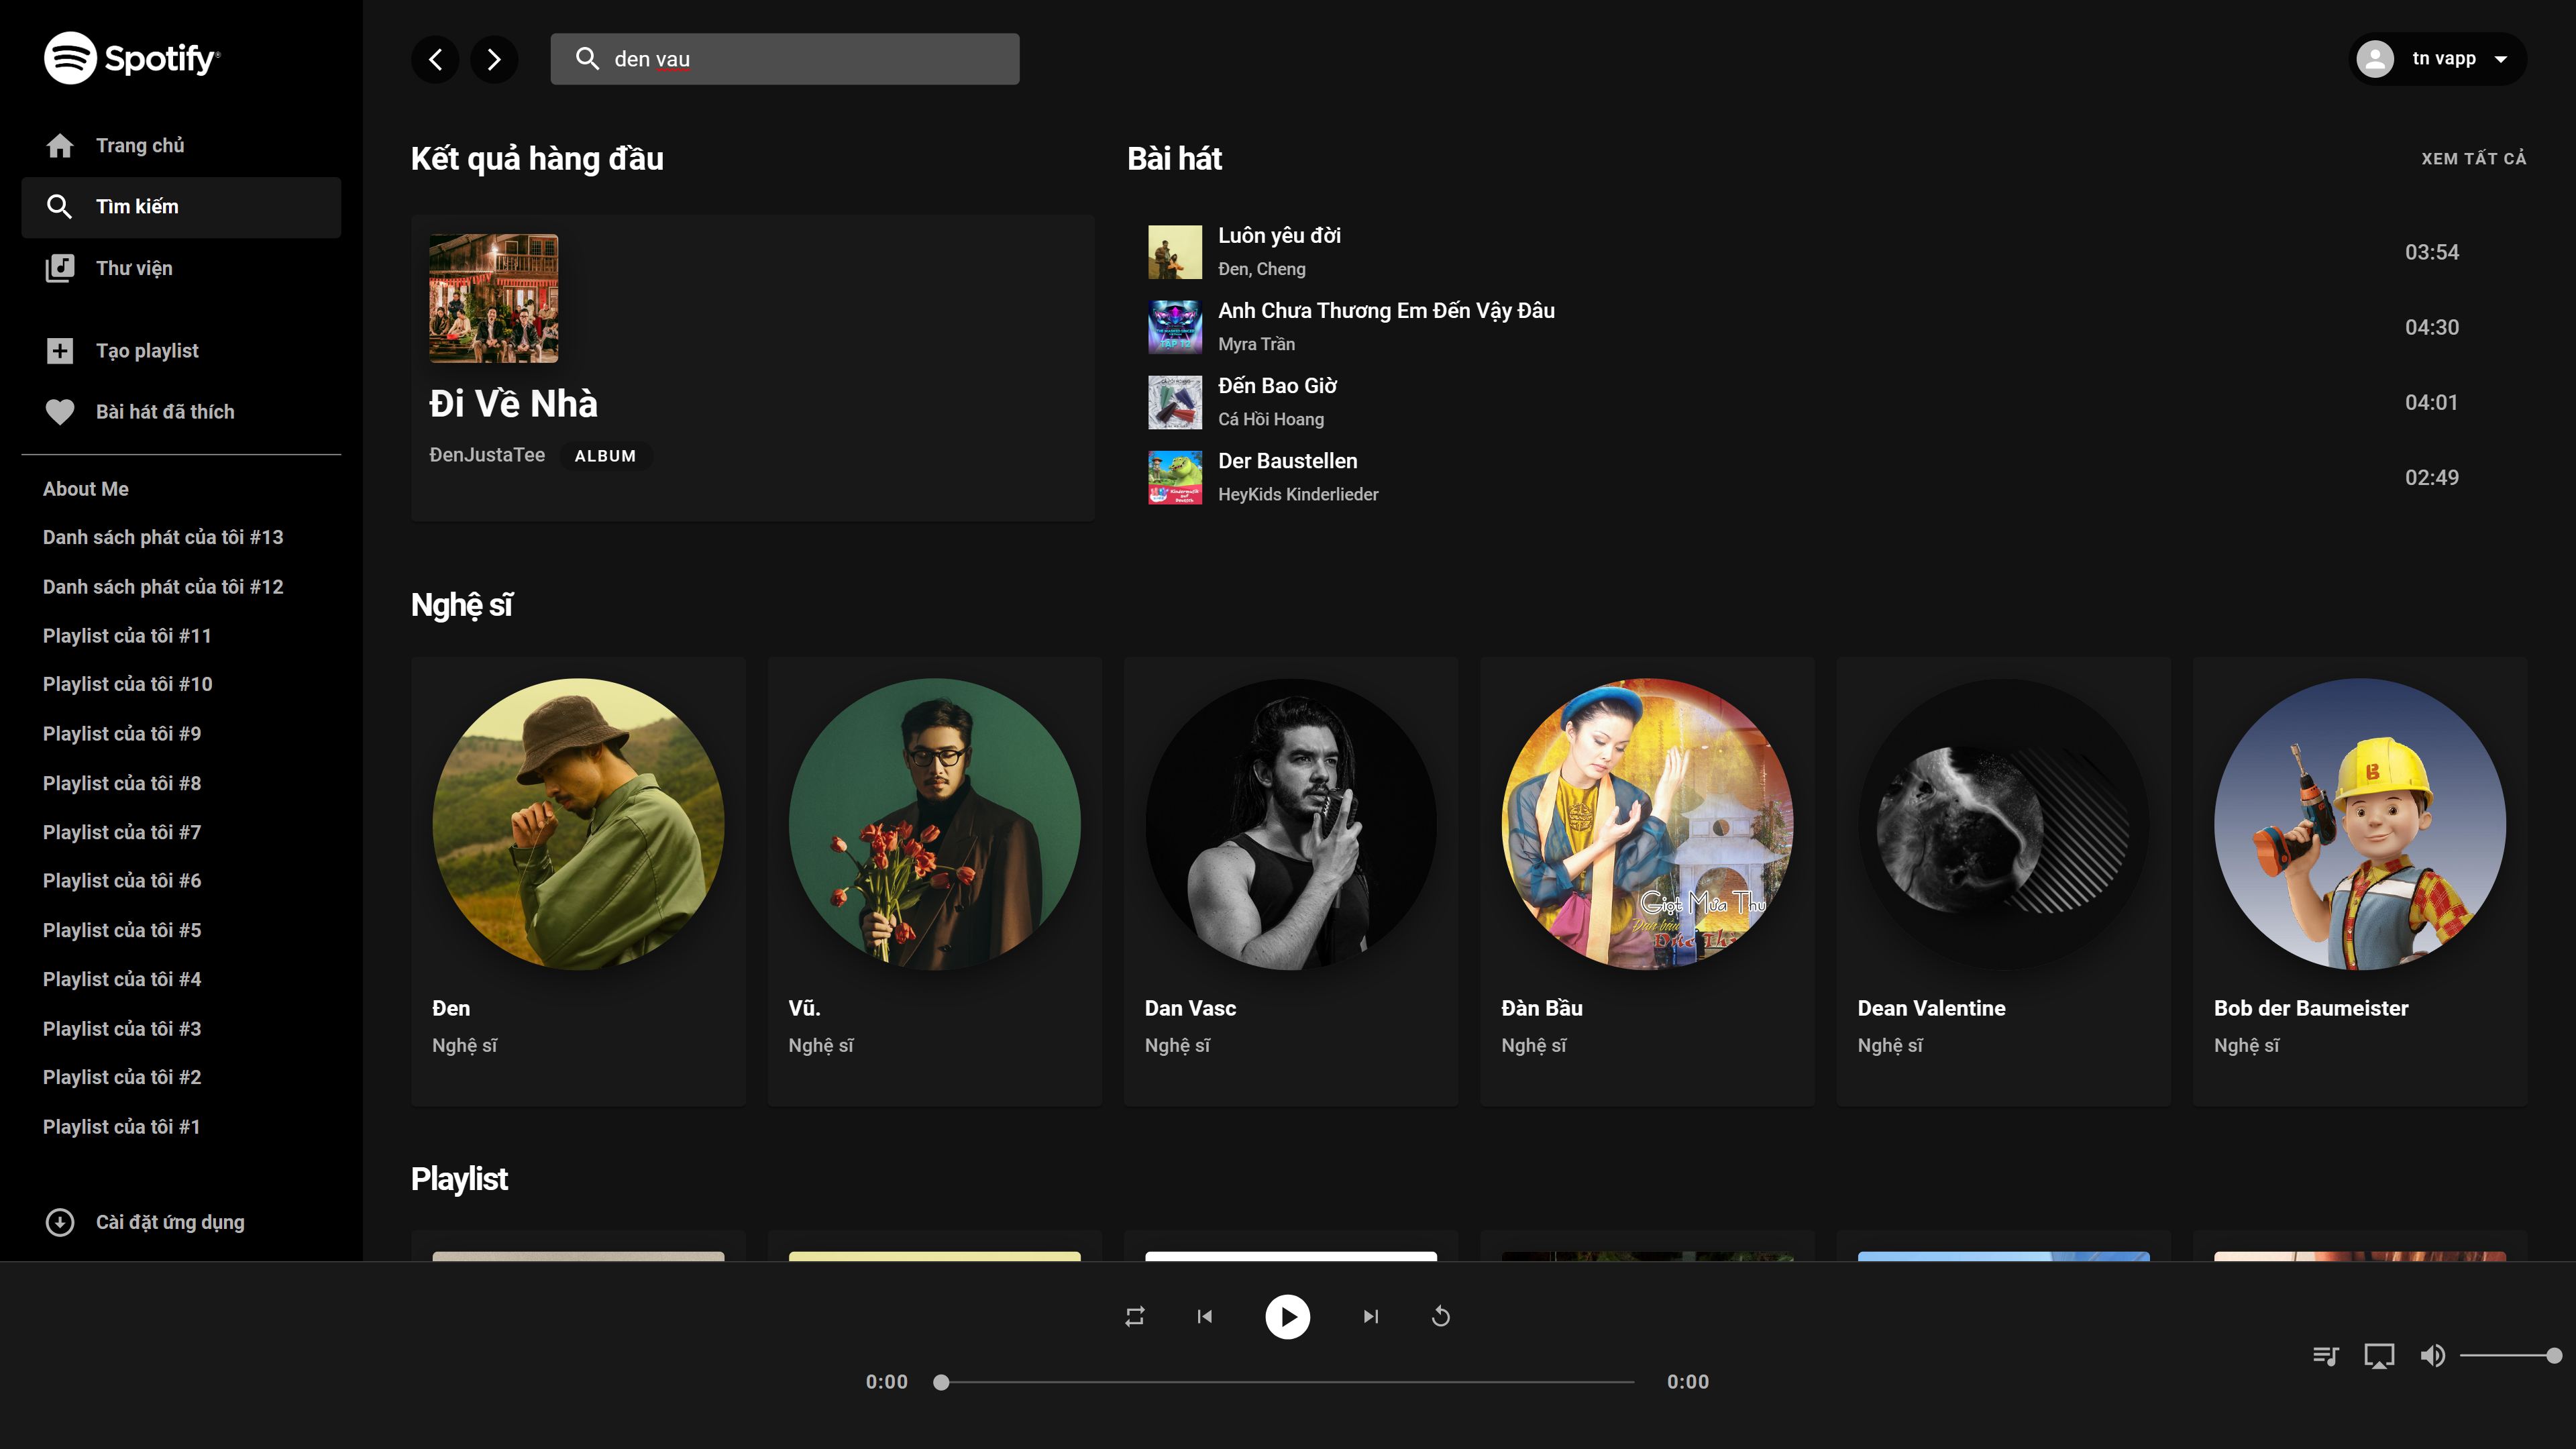 Spotify
Trang chủ
Tìm kiếm
Thư viện
Tạo playlist
Bài hát đã thích
About Me
Danh sách phát của tôi #13
Danh sách phát của tôi #12
Playlist của tôi #11
Playlist của tôi #10
Playlist của tôi #9
Playlist của tôi #8
Playlist của tôi #7
Playlist của tôi #6
Playlist của tôi #5
Playlist của tôi #4
Playlist của tôi #3
Playlist của tôi #2
Playlist của tôi #1
Cài đặt ứng dụng
den vau
tn vapp
Kết quả hàng đầu
Đi Về Nhà
ĐenJustaTee ALBUM
Bài hát
XEM TẤT CẢ
Luôn yêu đời
Đen, Cheng
03:54
Anh Chưa Thương Em Đến Vậy Đâu
Myra Trần
04:30
Đến Bao Giờ
Cá Hồi Hoang
04:01
Der Baustellen
HeyKids Kinderlieder
02:49
Nghệ sĩ
Giọt Mưa Thu
Đàn bầu
Đen
Nghệ sĩ
Vũ.
Nghệ sĩ
Dan Vasc
Nghệ sĩ
Đàn Bầu
Nghệ sĩ
Dean Valentine
Nghệ sĩ
Bob der Baumeister
Nghệ sĩ
Playlist
0:00
0:00